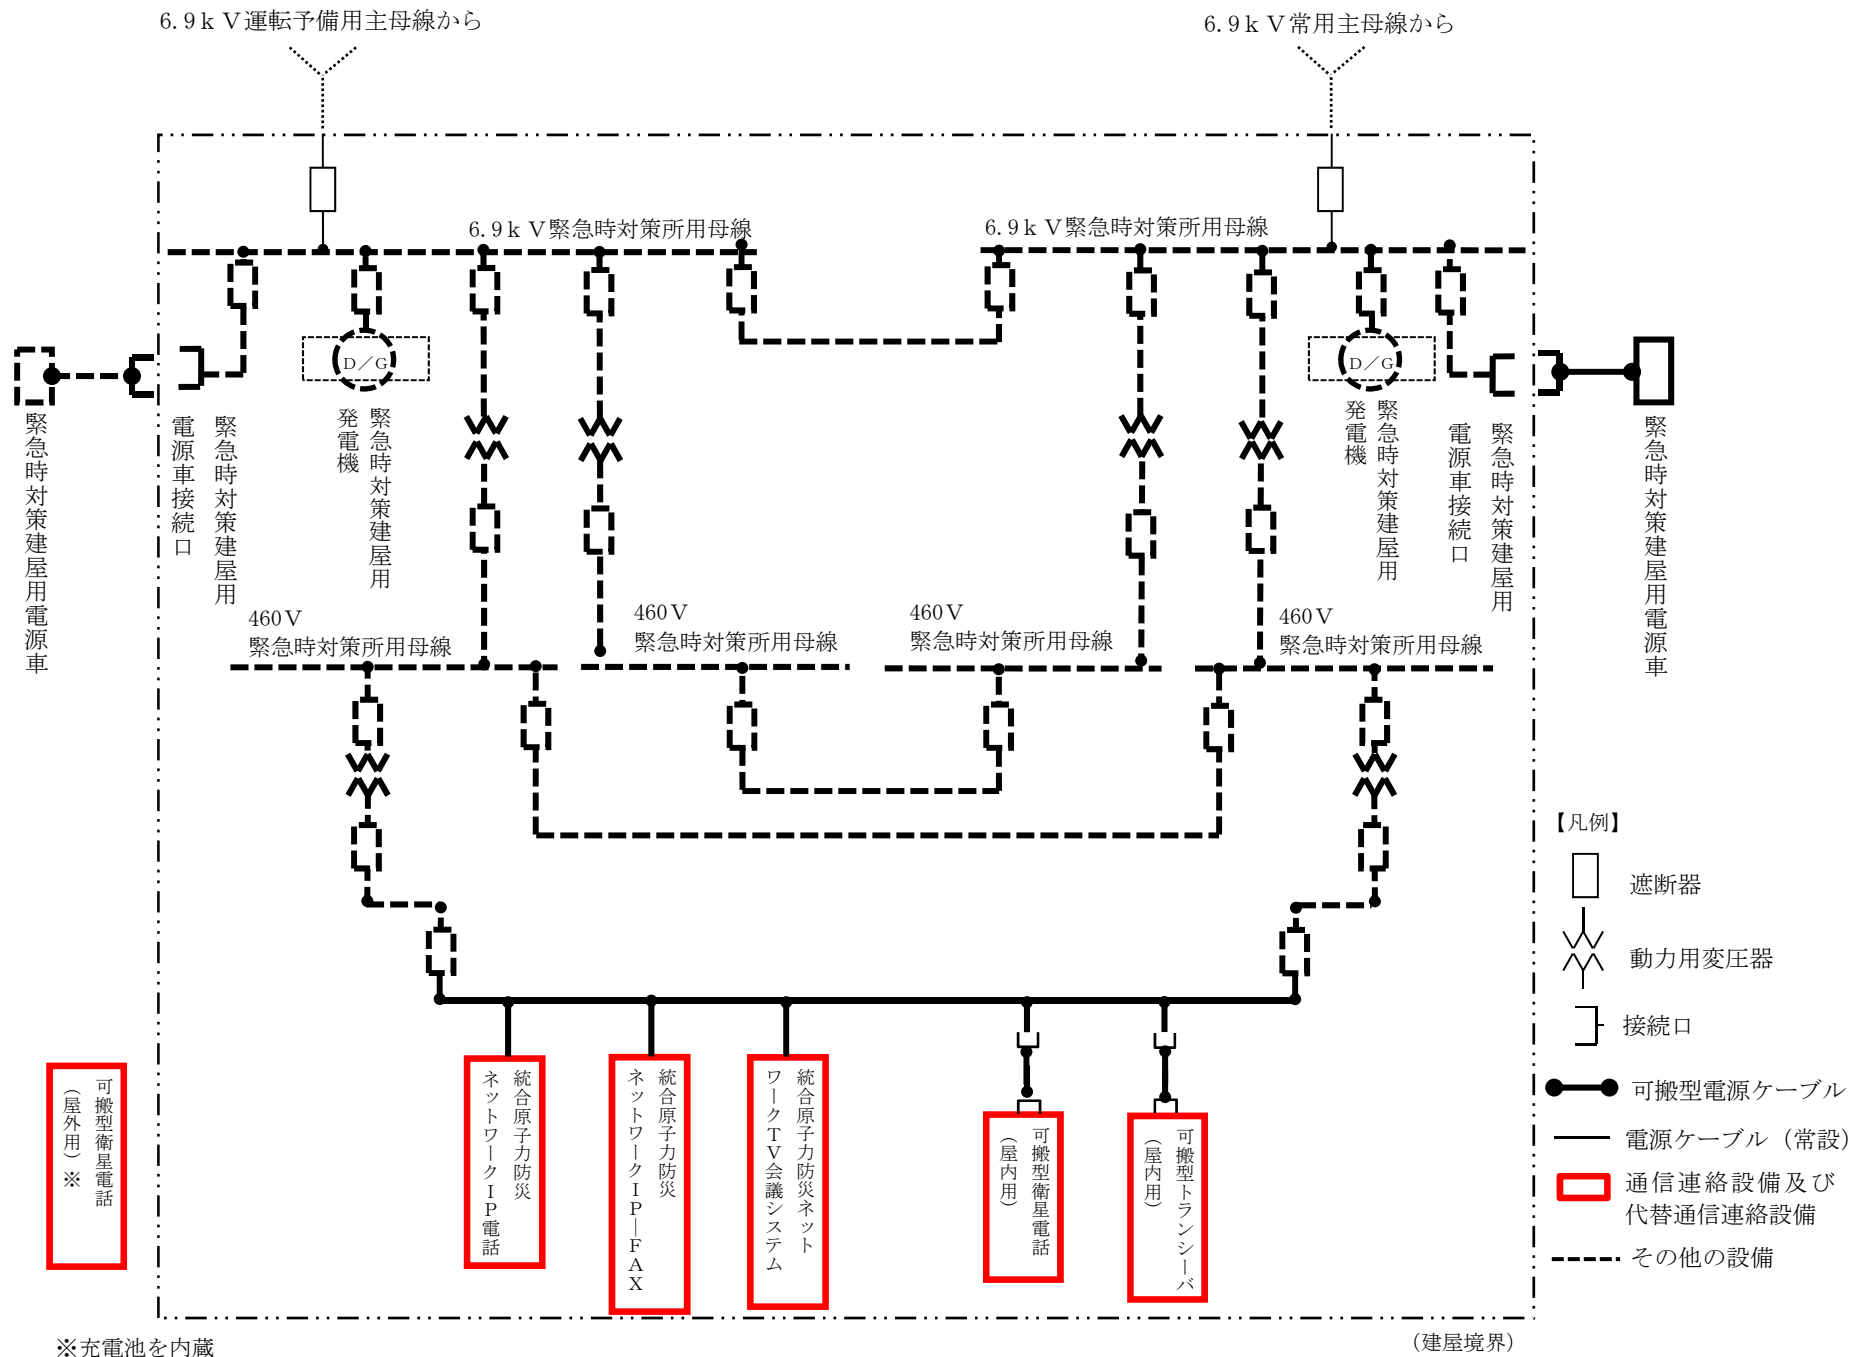 6.9ｋＶ運転予備用主母線から
6.9ｋＶ常用主母線から
6.9ｋＶ緊急時対策所用母線
6.9ｋＶ緊急時対策所用母線
D／G
D／G
緊急時対策建屋用電源車
緊急時対策建屋用
電源車接続口
緊急時対策建屋用
発電機
緊急時対策建屋用
発電機
緊急時対策建屋用
電源車接続口
緊急時対策建屋用電源車
460Ｖ
緊急時対策所用母線
460Ｖ
緊急時対策所用母線
460Ｖ
緊急時対策所用母線
460Ｖ
緊急時対策所用母線
可搬型衛星電話
（屋外用）※
統合原子力防災
ネットワークＩＰ電話
統合原子力防災
ネットワークＩＰ―ＦＡＸ
統合原子力防災ネット
ワークＴＶ会議システム
可搬型衛星電話
（屋内用）
可搬型トランシーバ
（屋内用）
【凡例】
遮断器
動力用変圧器
接続口
可搬型電源ケーブル
電源ケーブル（常設）
通信連絡設備及び
代替通信連絡設備
その他の設備
※充電池を内蔵
（建屋境界）